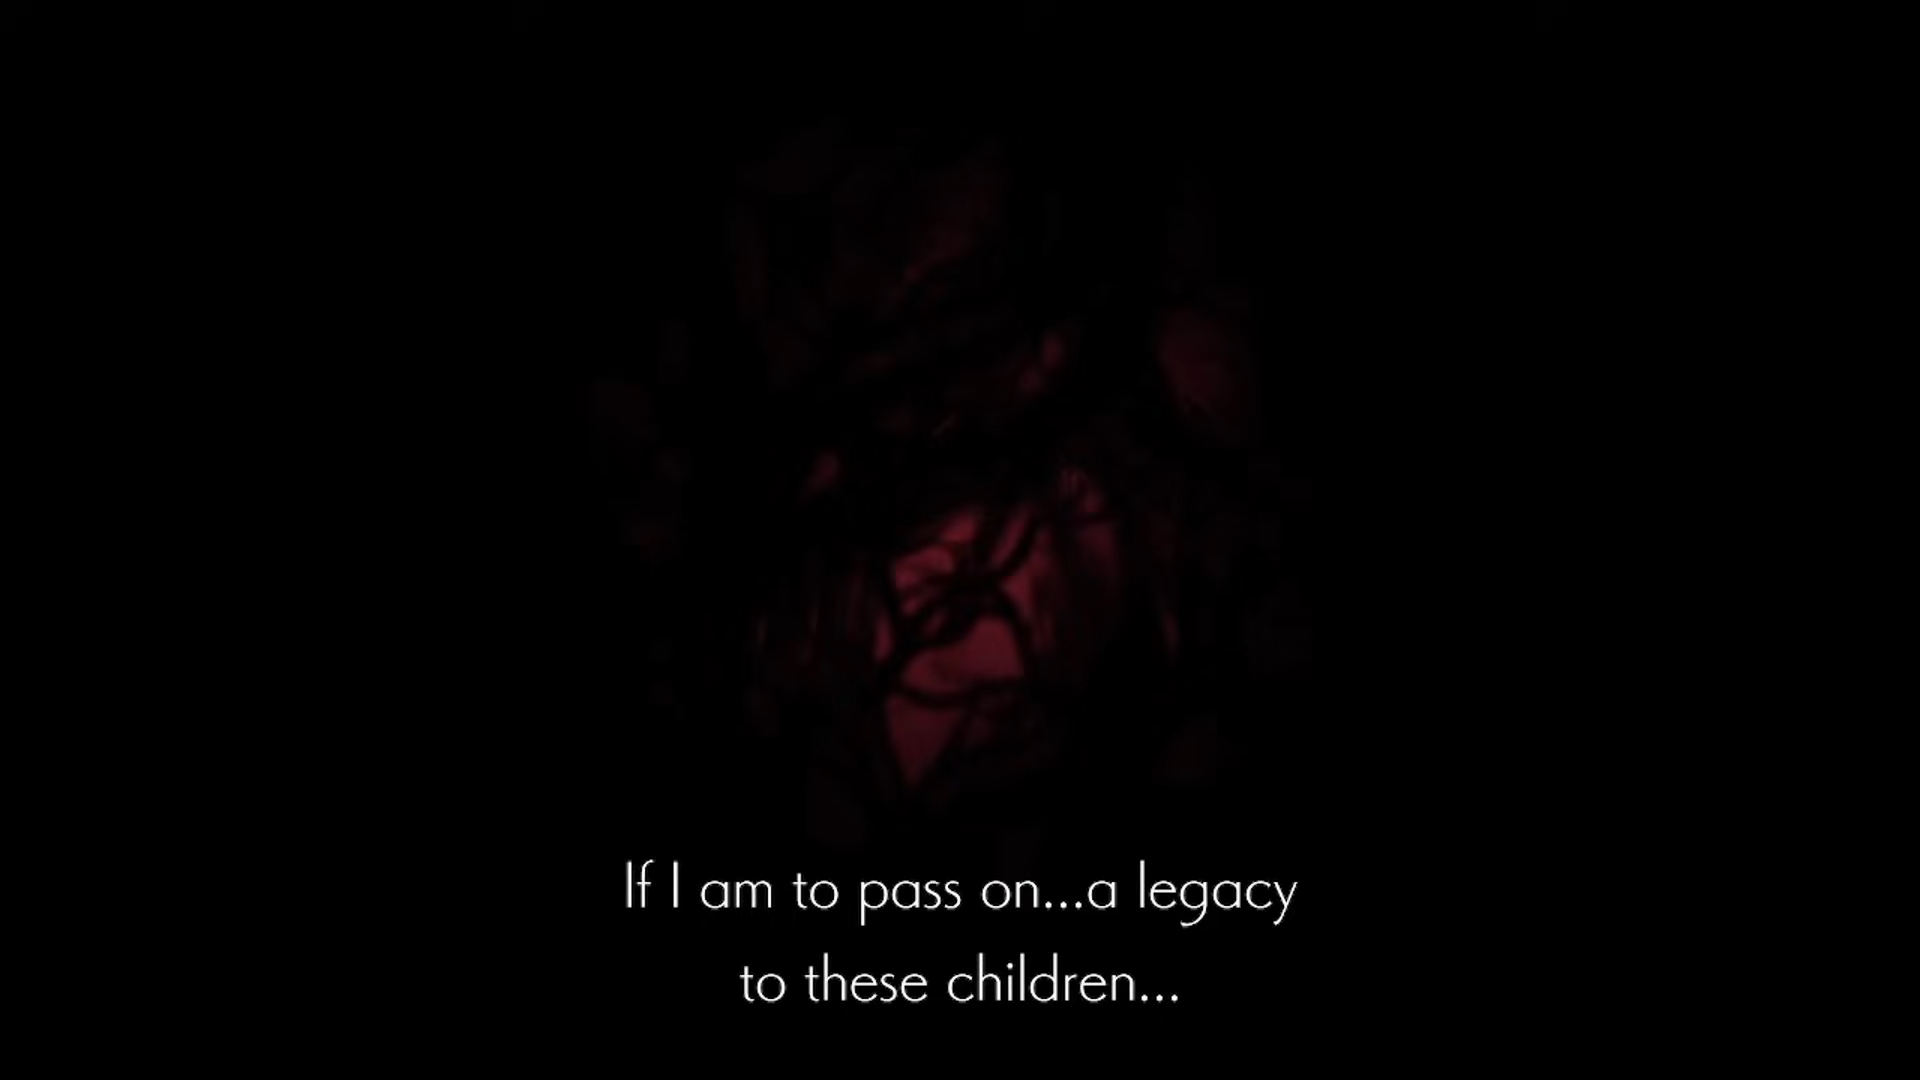 If I am to pass on...a legacy
to these children...